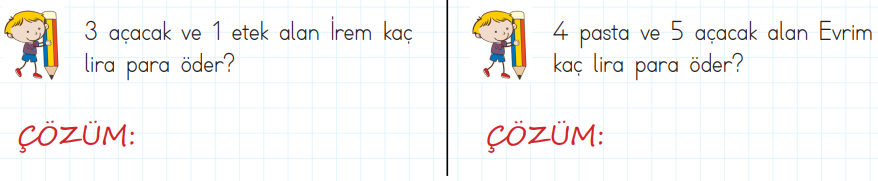 3 açacak ve 1 etek alan İrem kaç
lira para öder?
ÇÖZÜM:
4 pasta ve 5 açacak alan Evrim
kaç lira para öder?
ÇÖZÜM: